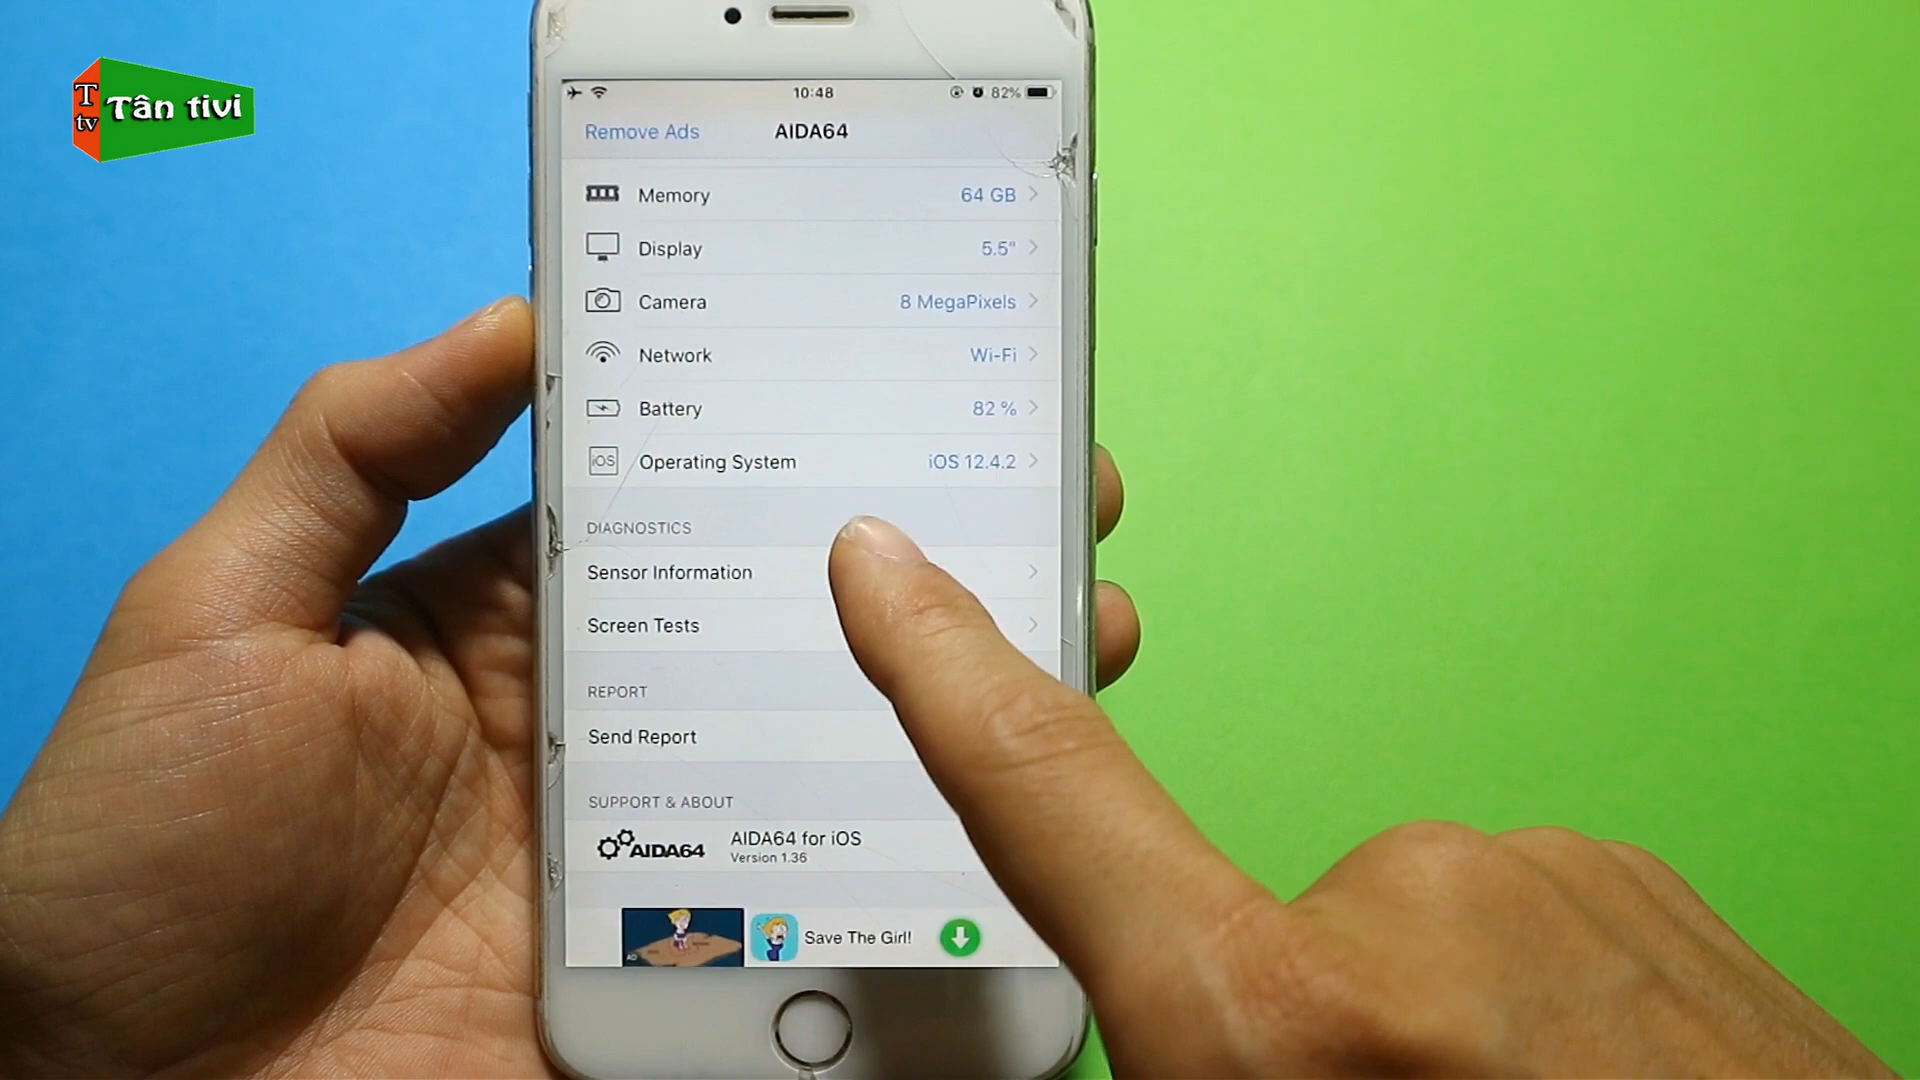 T
tv
Tân tivi
10:48
82%
Remove Ads
AIDA64
Memory
64 GB
Display
5.5"
Camera
8 MegaPixels
Network
Wi-Fi
Battery
82 %
iOS
Operating System
iOS 12.4.2
DIAGNOSTICS
Sensor Information
Screen Tests
REPORT
Send Report
SUPPORT & ABOUT
AIDA64
AIDA64 for iOS
Version 1.36
AD
Save The Girl!